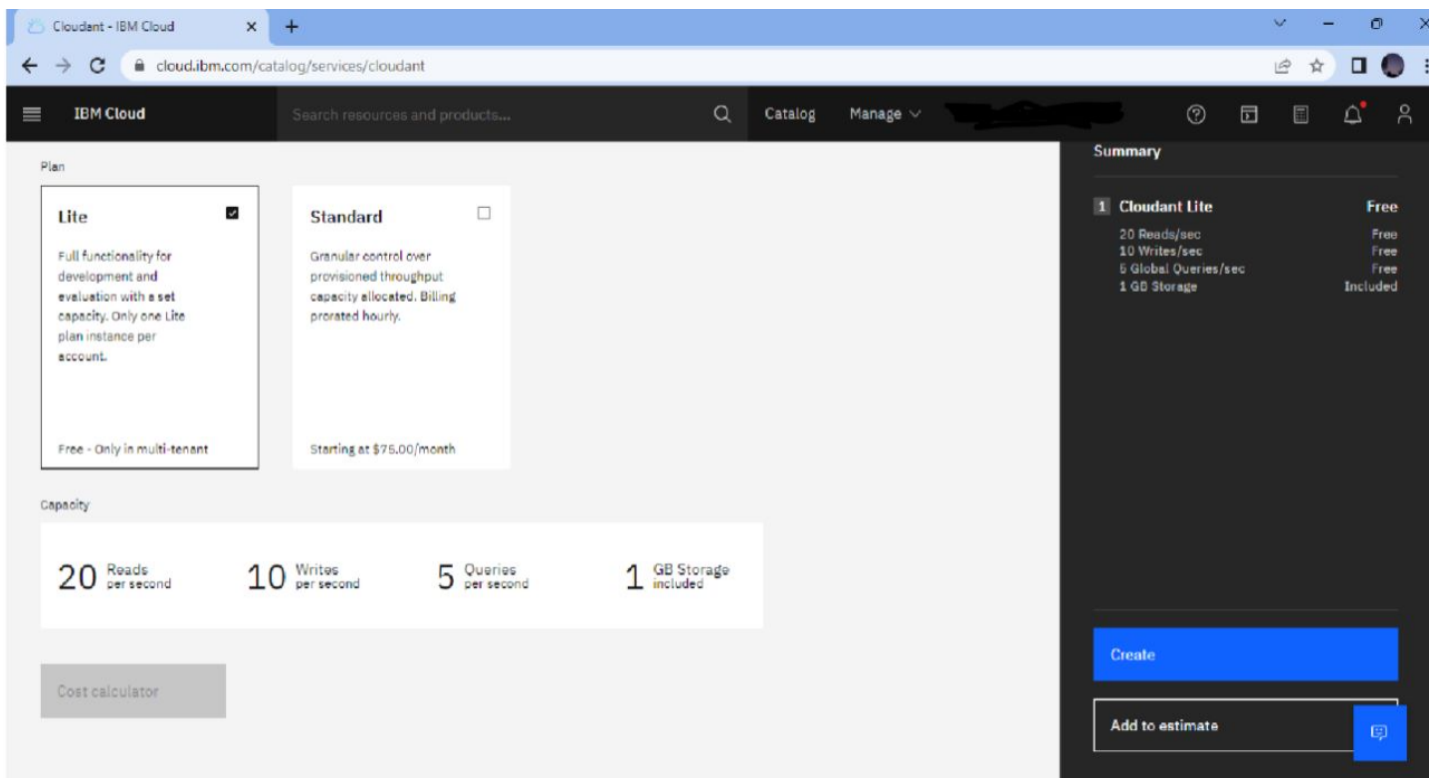 Cloudant - IBM Cloud
cloud.ibm.com/catalog/services/cloudant
IBM Cloud
Search resources and products...
Catalog
Manage
Plan
Lite
Full functionality for
development and
evaluation with a set
capacity. Only one Lite
plan instance per
account.
Free - Only in multi-tenant
Standard
Granular control over
provisioned throughput
capacity allocated. Billing
prorated hourly.
Starting at $75.00/month
Capacity
20 Reads
per second
10 Writes
per second
5 Queries
per second
1 GB Storage
included
Cost calculator
Summary
1 Cloudant Lite Free
20 Reads/sec Free
10 Writes/sec Free
5 Global Queries/sec Free
1 GB Storage Included
Create
Add to estimate